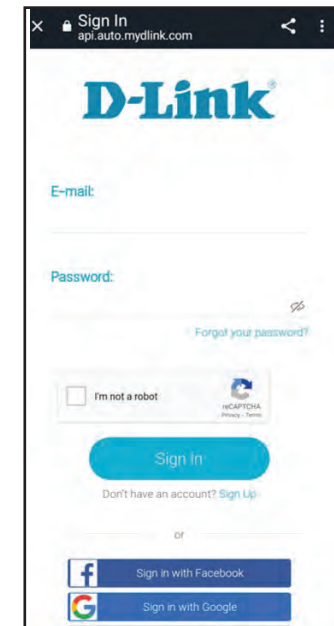 Sign In
api.auto.mydlink.com
D-Link
E-mail:
Password:
Forgot your password?
I'm not a robot
reCAPTCHA
Privacy - Terms
Sign In
Don't have an account? Sign Up
or
Sign in with Facebook
Sign in with Google